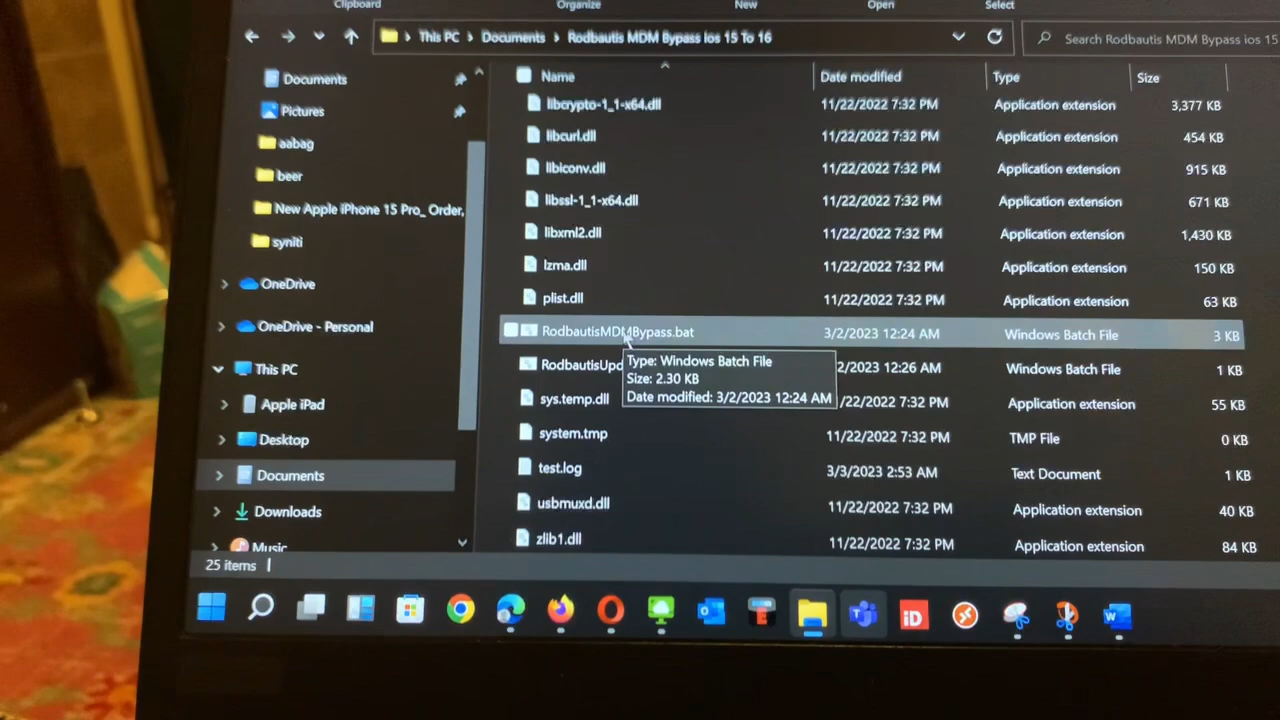 Clipboard Organize New Open Select
This PC Documents Rodbautis MDM Bypass ios 15 To 16 Search Rodbautis MDM Bypass ios 15
Name Date modified Type Size
Documents
Pictures
aabag
beer
New Apple iPhone 15 Pro_ Order,
syniti
OneDrive
OneDrive - Personal
This PC
Apple iPad
Desktop
Documents
Downloads
Music
libcrypto-1_1-x64.dll 11/22/2022 7:32 PM Application extension 3,377 KB
libcurl.dll 11/22/2022 7:32 PM Application extension 454 KB
libiconv.dll 11/22/2022 7:32 PM Application extension 915 KB
libssl-1_1-x64.dll 11/22/2022 7:32 PM Application extension 671 KB
libxml2.dll 11/22/2022 7:32 PM Application extension 1,430 KB
lzma.dll 11/22/2022 7:32 PM Application extension 150 KB
plist.dll 11/22/2022 7:32 PM Application extension 63 KB
RodbautisMDMBypass.bat 3/2/2023 12:24 AM Windows Batch File 3 KB
RodbautisUpd 2/2023 12:26 AM Windows Batch File 1 KB
Type: Windows Batch File
Size: 2.30 KB
Date modified: 3/2/2023 12:24 AM
sys.temp.dll /22/2022 7:32 PM Application extension 55 KB
system.tmp 11/22/2022 7:32 PM TMP File 0 KB
test.log 3/3/2023 2:53 AM Text Document 1 KB
usbmuxd.dll 11/22/2022 7:32 PM Application extension 40 KB
zlib1.dll 11/22/2022 7:32 PM Application extension 84 KB
25 items
iD